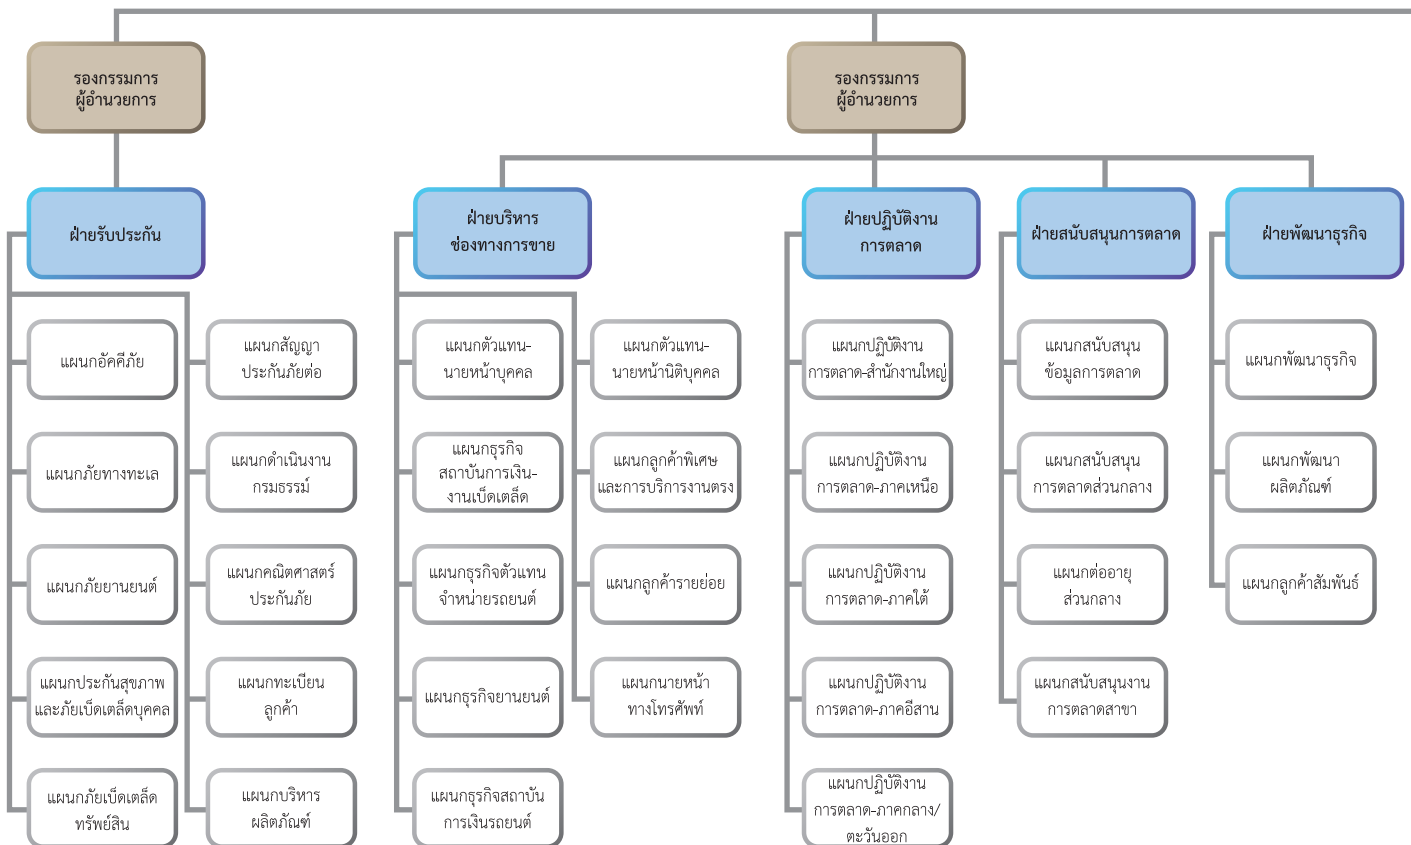 รองกรรมการ
ผู้อำนวยการ
รองกรรมการ
ผู้อำนวยการ
ฝ่ายรับประกัน
ฝ่ายบริหาร
ช่องทางการขาย
ฝ่ายปฏิบัติงาน
การตลาด
ฝ่ายสนับสนุนการตลาด
ฝ่ายพัฒนาธุรกิจ
แผนกอัคคีภัย
แผนกสัญญา
ประกันภัยต่อ
แผนกภัยทางทะเล
แผนกดำเนินงาน
กรมธรรม์
แผนกภัยยานยนต์
แผนกคณิตศาสตร์
ประกันภัย
แผนกประกันสุขภาพ
และภัยเบ็ดเตล็ดบุคคล
แผนกทะเบียน
ลูกค้า
แผนกภัยเบ็ดเตล็ด
ทรัพย์สิน
แผนกบริหาร
ผลิตภัณฑ์
แผนกตัวแทน-
นายหน้าบุคคล
แผนกตัวแทน-
นายหน้านิติบุคคล
แผนกธุรกิจ
สถาบันการเงิน-
งานเบ็ดเตล็ด
แผนกลูกค้าพิเศษ
และการบริการงานตรง
แผนกธุรกิจตัวแทน
จำหน่ายรถยนต์
แผนกลูกค้ารายย่อย
แผนกธุรกิจยานยนต์
แผนกนายหน้า
ทางโทรศัพท์
แผนกธุรกิจสถาบัน
การเงินรถยนต์
แผนกปฏิบัติงาน
การตลาด-สำนักงานใหญ่
แผนกปฏิบัติงาน
การตลาด-ภาคเหนือ
แผนกปฏิบัติงาน
การตลาด-ภาคใต้
แผนกปฏิบัติงาน
การตลาด-ภาคอีสาน
แผนกปฏิบัติงาน
การตลาด-ภาคกลาง/
ตะวันออก
แผนกสนับสนุน
ข้อมูลการตลาด
แผนกสนับสนุน
การตลาดส่วนกลาง
แผนกต่ออายุ
ส่วนกลาง
แผนกสนับสนุนงาน
การตลาดสาขา
แผนกพัฒนาธุรกิจ
แผนกพัฒนา
ผลิตภัณฑ์
แผนกลูกค้าสัมพันธ์